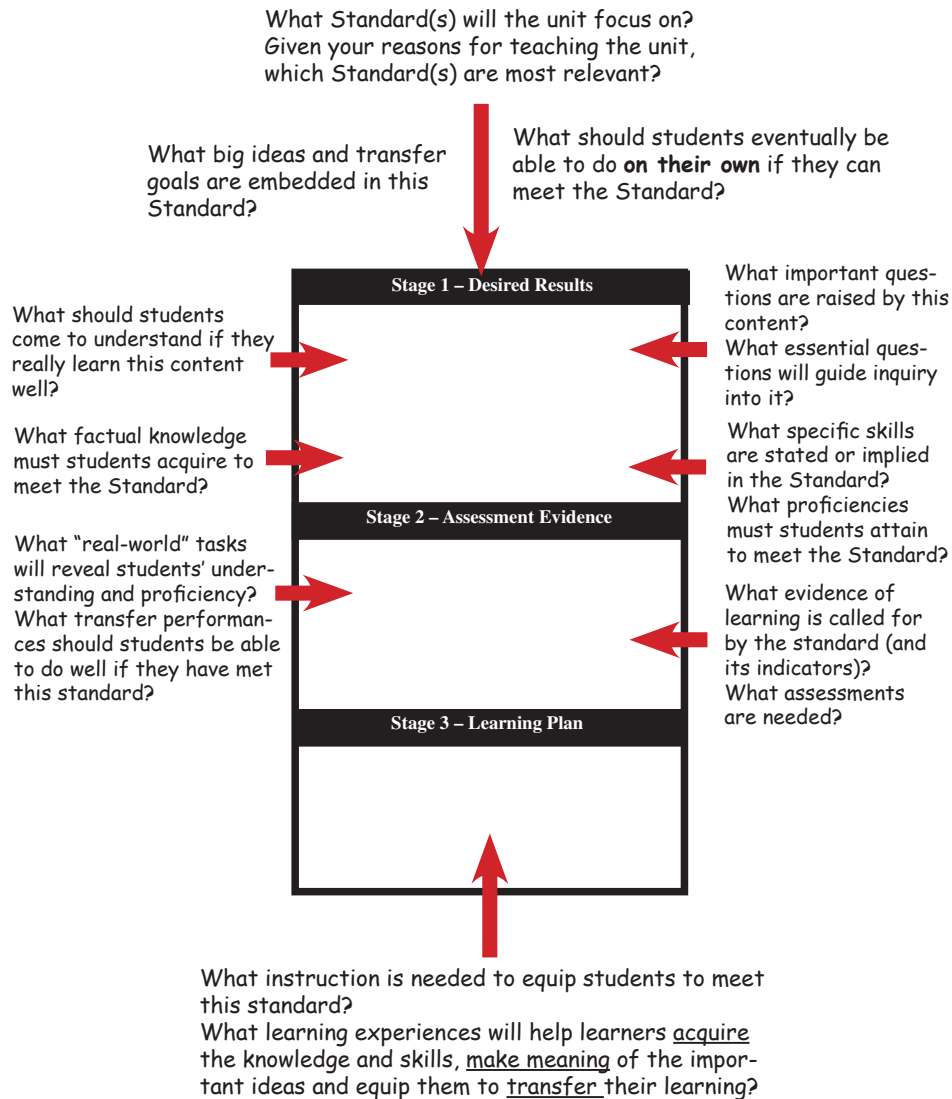 What Standard(s) will the unit focus on?
Given your reasons for teaching the unit,
which Standard(s) are most relevant?
What big ideas and transfer
goals are embedded in this
Standard?
What should students eventually be
able to do on their own if they can
meet the Standard?
Stage 1 – Desired Results
What should students
come to understand if they
really learn this content
well?
What important ques-
tions are raised by this
content?
What essential ques-
tions will guide inquiry
into it?
What factual knowledge
must students acquire to
meet the Standard?
What specific skills
are stated or implied
in the Standard?
What proficiencies
must students attain
to meet the Standard?
Stage 2 – Assessment Evidence
What “real-world” tasks
will reveal students’ under-
standing and proficiency?
What transfer performan-
ces should students be able
to do well if they have met
this standard?
What evidence of
learning is called for
by the standard (and
its indicators)?
What assessments
are needed?
Stage 3 – Learning Plan
What instruction is needed to equip students to meet
this standard?
What learning experiences will help learners acquire
the knowledge and skills, make meaning of the impor-
tant ideas and equip them to transfer their learning?